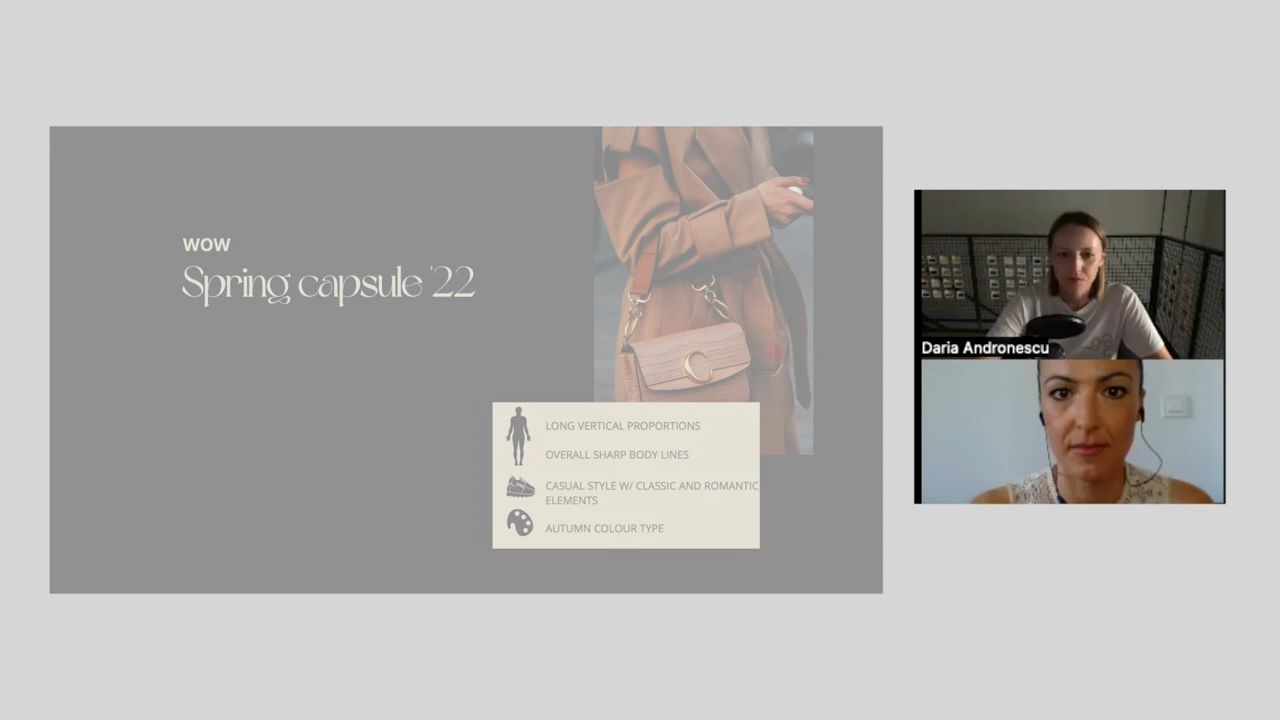 WOW
Spring capsule '22
LONG VERTICAL PROPORTIONS
OVERALL SHARP BODY LINES
CASUAL STYLE W/ CLASSIC AND ROMANTIC
ELEMENTS
AUTUMN COLOUR TYPE
Daria Andronescu